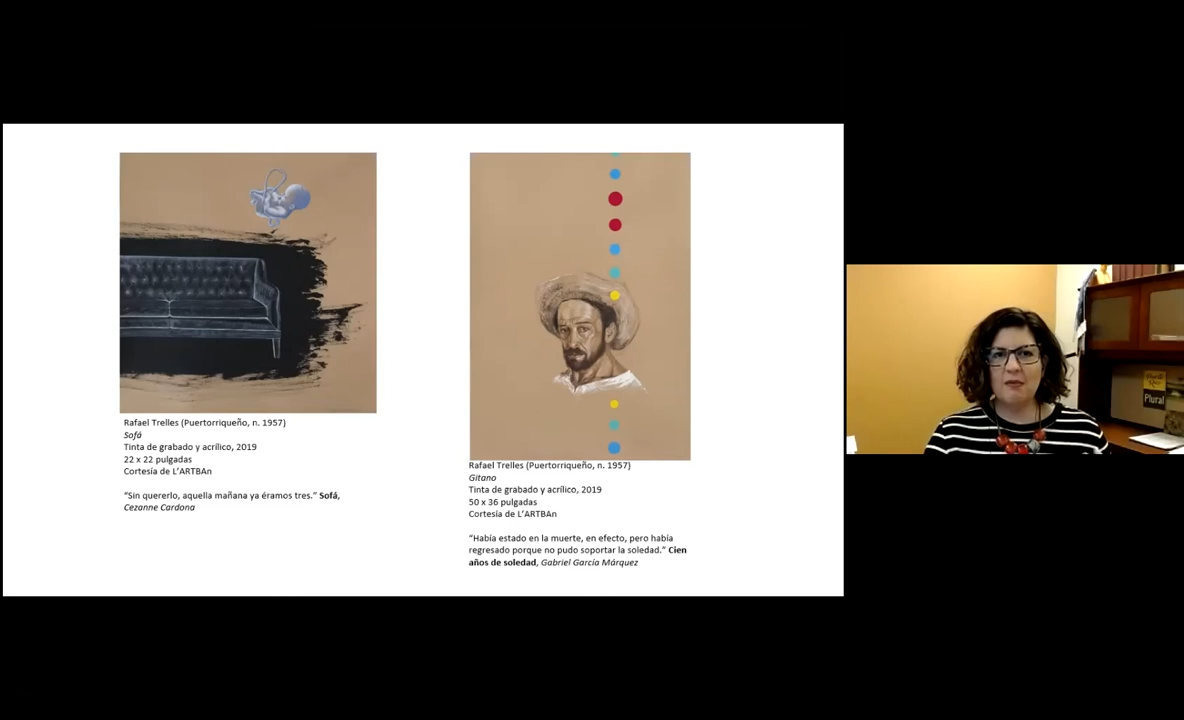 Rafael Trelles (Puertorriqueño, n. 1957)
Sofá
Tinta de grabado y acrílico, 2019
22 x 22 pulgadas
Cortesía de L’ARTBAn
“Sin quererlo, aquella mañana ya éramos tres.” Sofá,
Cezanne Cardona
Rafael Trelles (Puertorriqueño, n. 1957)
Gitano
Tinta de grabado y acrílico, 2019
50 x 36 pulgadas
Cortesía de L’ARTBAn
“Había estado en la muerte, en efecto, pero había
regresado porque no pudo soportar la soledad.” Cien
años de soledad, Gabriel García Márquez
Puerto
Rico
Plural